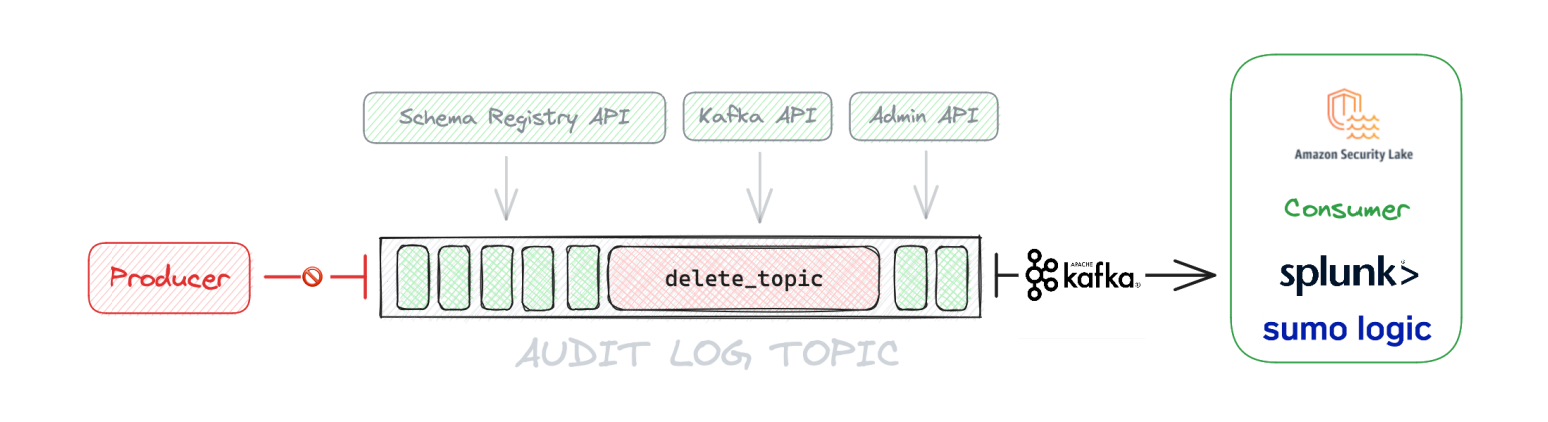 Schema Registry API
Kafka API
Admin API
Amazon Security Lake
Consumer
Producer
delete_topic
APACHE
kafka®
splunk>
sumo logic
AUDIT LOG TOPIC